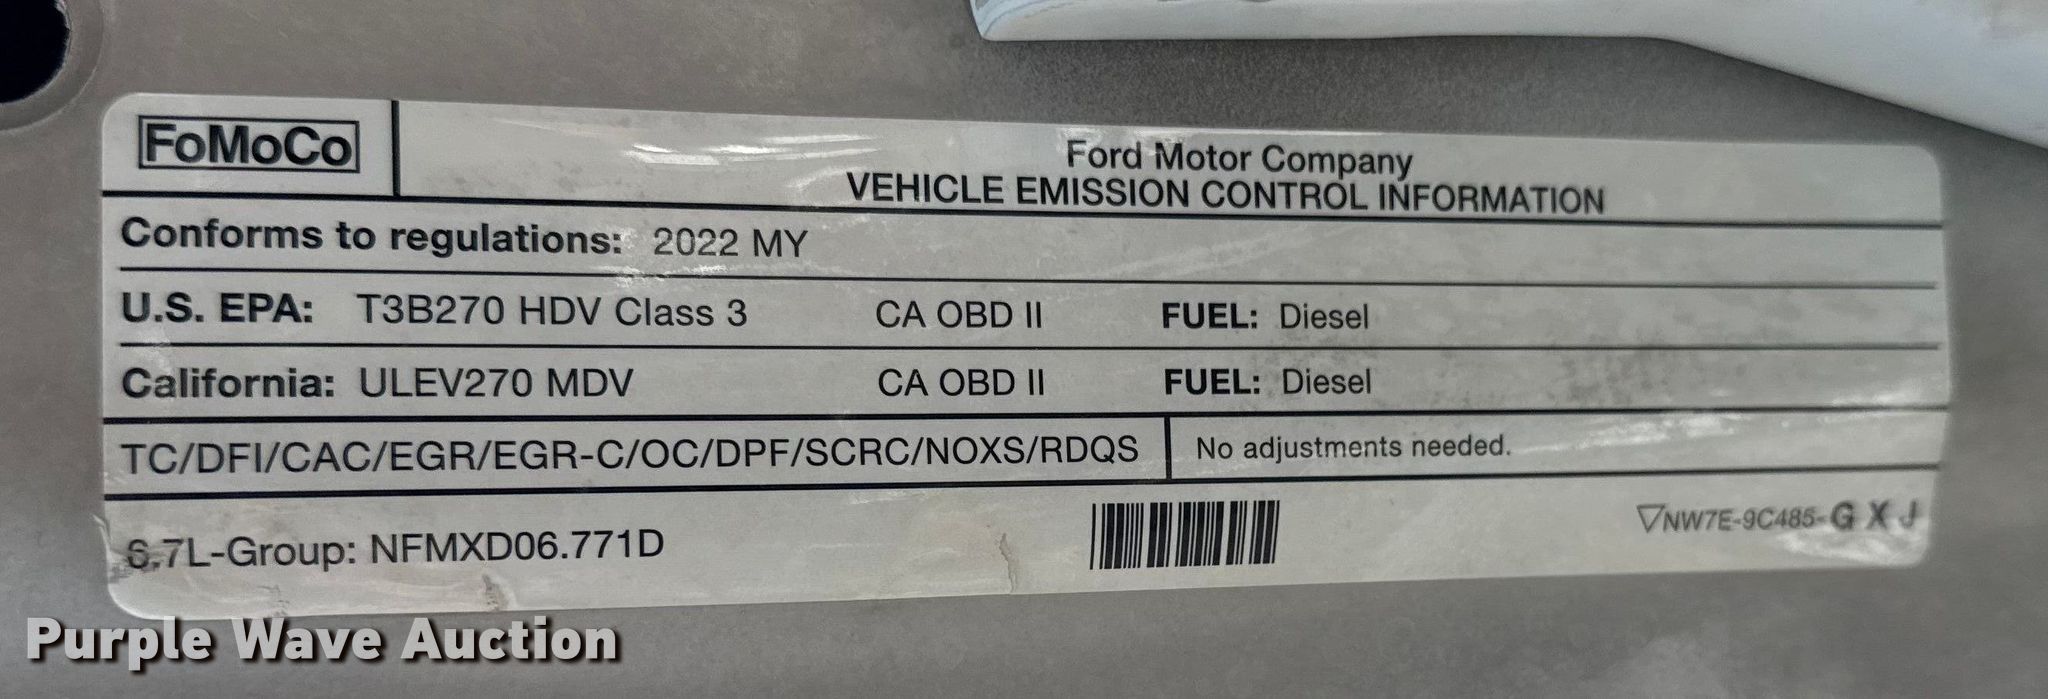 FoMoCo
Ford Motor Company
VEHICLE EMISSION CONTROL INFORMATION
Conforms to regulations: 2022 MY
U.S. EPA: T3B270 HDV Class 3 CA OBD II FUEL: Diesel
California: ULEV270 MDV CA OBD II FUEL: Diesel
TC/DFI/CAC/EGR/EGR-C/OC/DPF/SCRC/NOXS/RDQS No adjustments needed.
6.7L-Group: NFMXD06.771D
NW7E-9C485-G X J
Purple Wave Auction